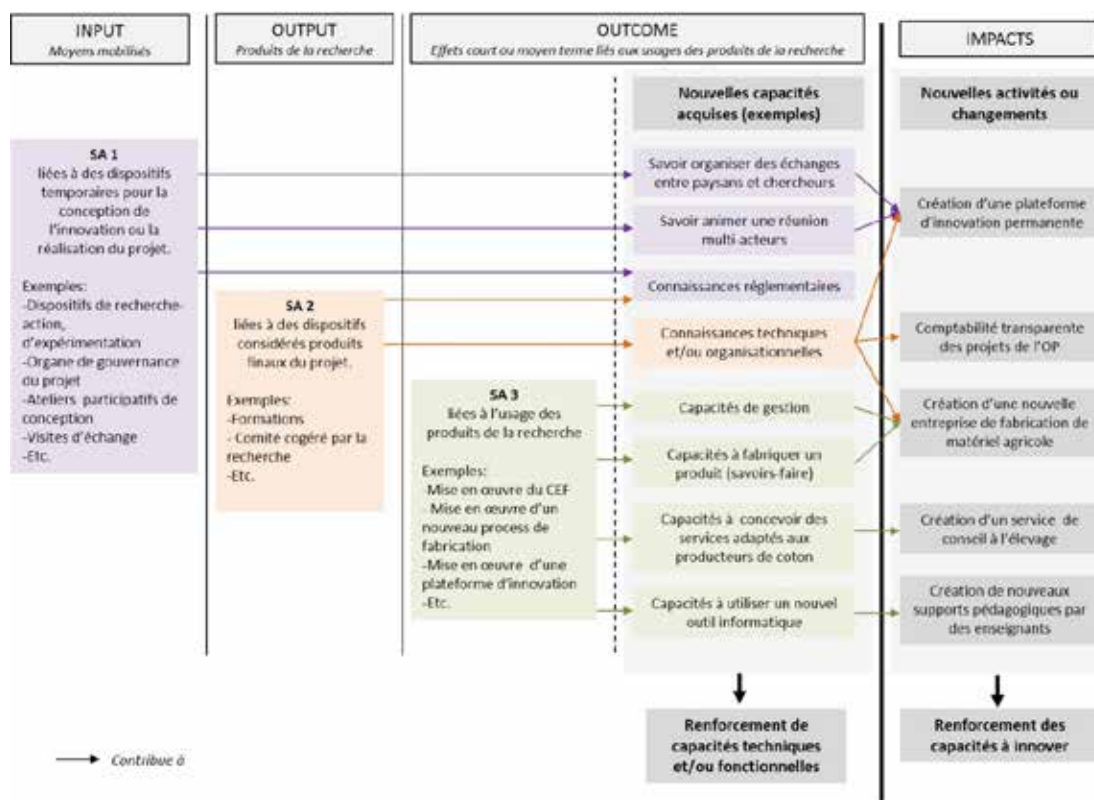 INPUT
Moyens mobilisés
OUTPUT
Produits de la recherche
OUTCOME
Effets court ou moyen terme liés aux usages des produits de la recherche
IMPACTS
SA 1
liées à des dispositifs
temporaires pour la
conception de
l'innovation ou la
réalisation du projet.
Exemples:
-Dispositifs de recherche-
action,
d'expérimentation
-Organe de gouvernance
du projet
-Ateliers participatifs de
conception
-Visites d'échange
-Etc.
SA 2
liées à des dispositifs
considérés produits
finaux du projet.
Exemples:
-Formations
- Comité cogéré par la
recherche
-Etc.
SA 3
liées à l'usage des
produits de la recherche
Exemples:
-Mise en œuvre du CEF
- Mise en œuvre d'un
nouveau process de
fabrication
-Mise en œuvre d'une
plateforme d'innovation
-Etc.
Nouvelles capacités
acquises (exemples)
Savoir organiser des échanges
entre paysans et chercheurs
Savoir animer une réunion
multi-acteurs
Connaissances réglementaires
Connaissances techniques
et/ou organisationnelles
Capacités de gestion
Capacités à fabriquer un
produit (savoirs-faire)
Capacités à concevoir des
services adaptés aux
producteurs de coton
Capacités à utiliser un nouvel
outil informatique
Renforcement de
capacités techniques
et/ou fonctionnelles
Nouvelles activités ou
changements
Création d'une plateforme
d'innovation permanente
Comptabilité transparente
des projets de l'OP
Création d'une nouvelle
entreprise de fabrication de
matériel agricole
Création d'un service de
conseil à l'élevage
Création de nouveaux
supports pédagogiques par
des enseignants
Renforcement des
capacités à innover
Contribue à